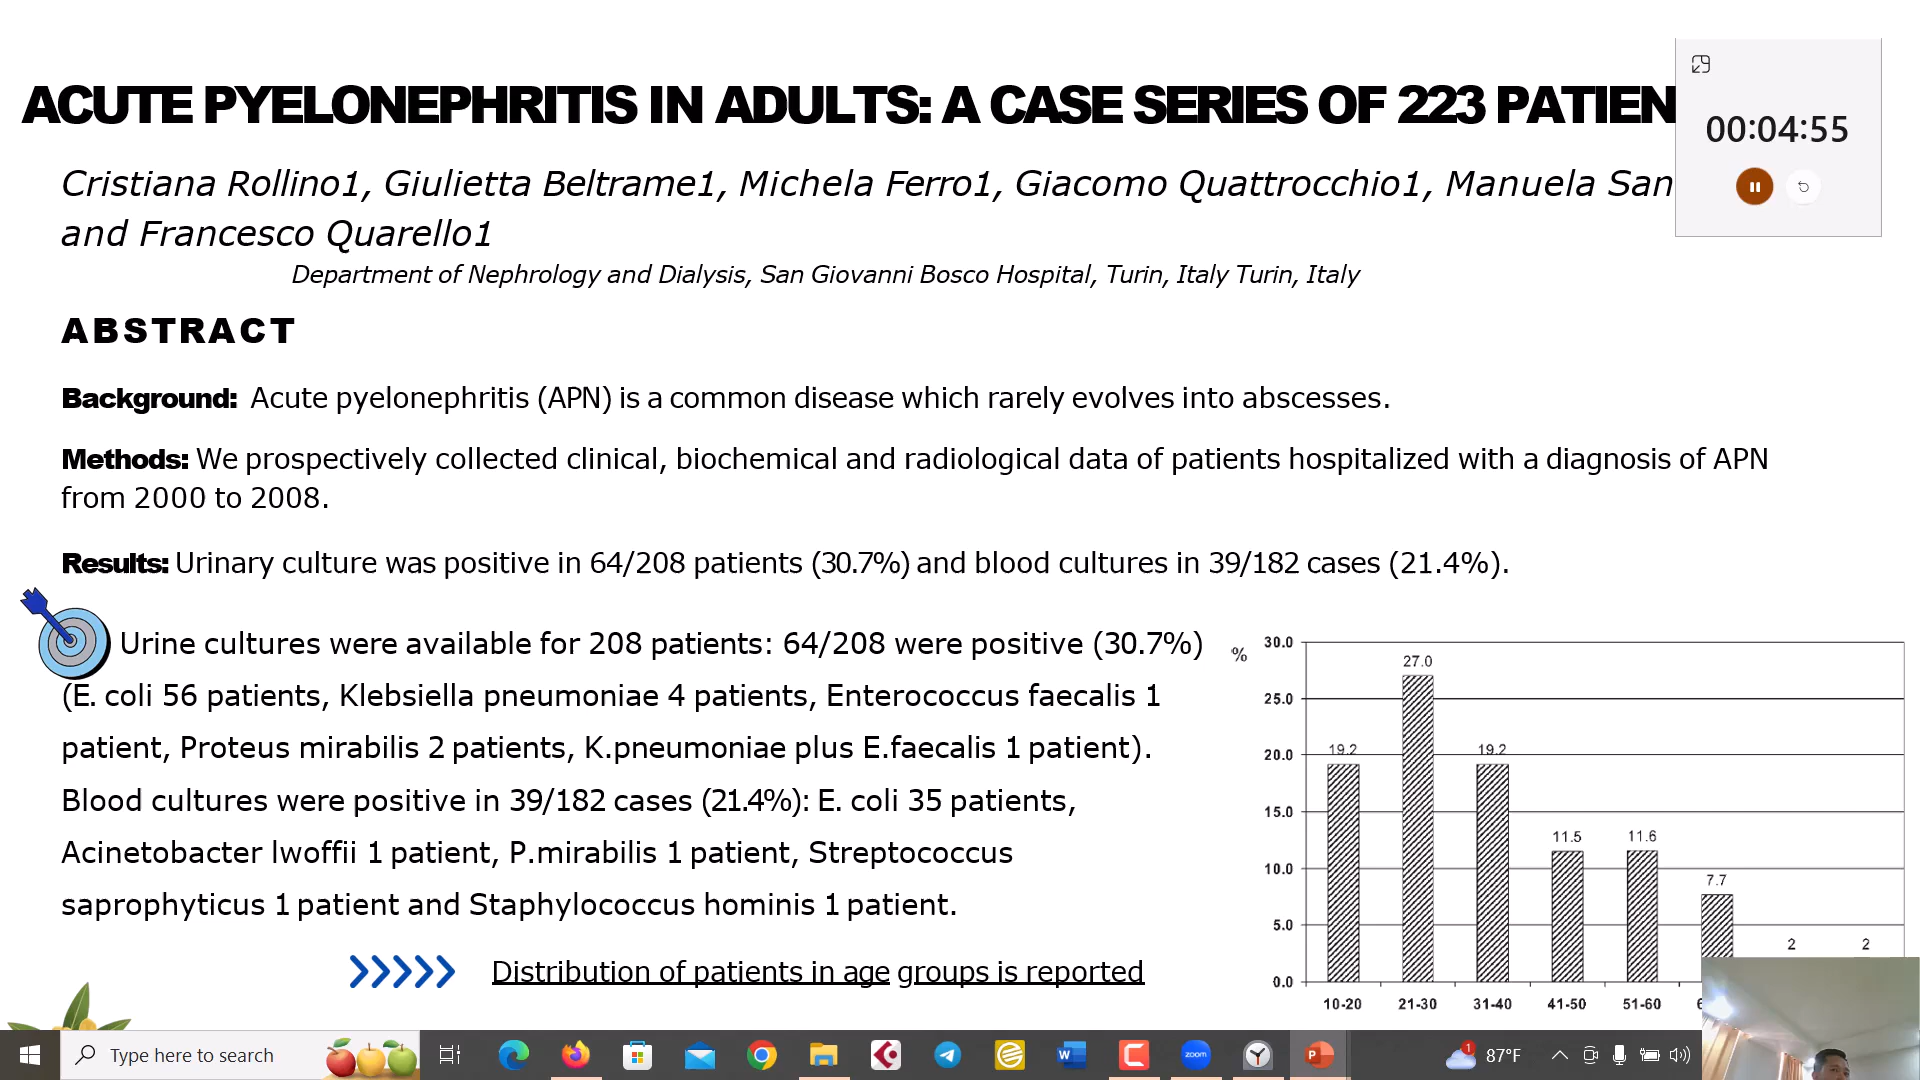 ACUTE PYELONEPHRITIS IN ADULTS: A CASE SERIES OF 223 PATIEN
00:04:55
Cristiana Rollino1, Giulietta Beltrame1, Michela Ferro1, Giacomo Quattrocchio1, Manuela San
and Francesco Quarello1
Department of Nephrology and Dialysis, San Giovanni Bosco Hospital, Turin, Italy Turin, Italy
ABSTRACT
Background: Acute pyelonephritis (APN) is a common disease which rarely evolves into abscesses.
Methods: We prospectively collected clinical, biochemical and radiological data of patients hospitalized with a diagnosis of APN
from 2000 to 2008.
Results: Urinary culture was positive in 64/208 patients (30.7%) and blood cultures in 39/182 cases (21.4%).
Urine cultures were available for 208 patients: 64/208 were positive (30.7%)
(E. coli 56 patients, Klebsiella pneumoniae 4 patients, Enterococcus faecalis 1
patient, Proteus mirabilis 2 patients, K.pneumoniae plus E.faecalis 1 patient).
Blood cultures were positive in 39/182 cases (21.4%): E. coli 35 patients,
Acinetobacter lwoffii 1 patient, P.mirabilis 1 patient, Streptococcus
saprophyticus 1 patient and Staphylococcus hominis 1 patient.
Distribution of patients in age groups is reported
%
30.0
25.0
20.0
15.0
10.0
5.0
0.0
19.2
27.0
19.2
11.5
11.6
7.7
2
2
10-20
21-30
31-40
41-50
51-60
6
Type here to search
zoom
1
87°F